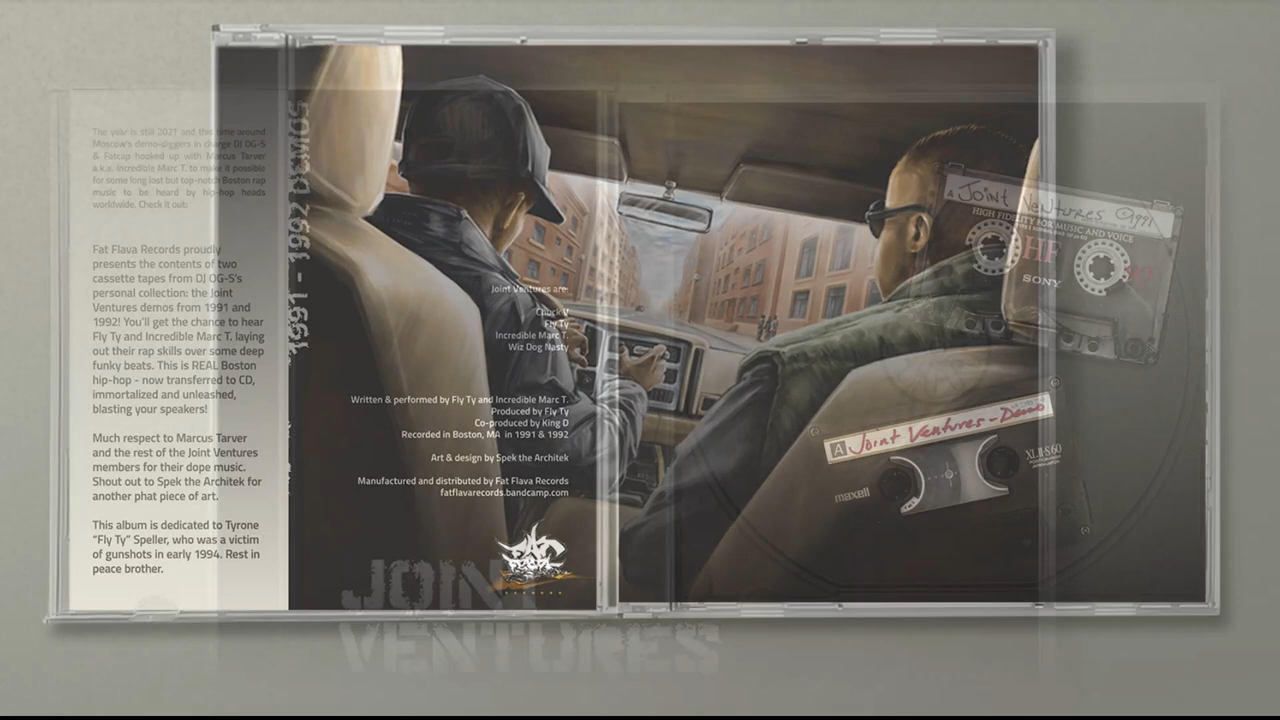 The year is still 2021 and this time around
Moscow's demo-diggers in charge DJ OG-S
& Fatcap hooked up with Marcus Tarver
a.k.a. Incredible Marc T. to make it possible
for some long lost but top-notch Boston rap
music to be heard by hip-hop heads
worldwide. Check it out:
Fat Flava Records proudly
presents the contents of two
cassette tapes from DJ OG-S's
personal collection: the Joint
Ventures demos from 1991 and
1992! You'll get the chance to hear
Fly Ty and Incredible Marc T. laying
out their rap skills over some deep
funky beats. This is REAL Boston
hip-hop - now transferred to CD,
immortalized and unleashed,
blasting your speakers!
Much respect to Marcus Tarver
and the rest of the Joint Ventures
members for their dope music.
Shout out to Spek the Architek for
another phat piece of art.
This album is dedicated to Tyrone
"Fly Ty" Speller, who was a victim
of gunshots in early 1994. Rest in
peace brother.
1991 - 1992 DEMOS
Joint Ventures are:
Chuck V
Fly Ty
Incredible Marc T.
Wiz Dog Nasty
Written & performed by Fly Ty and Incredible Marc T.
Produced by Fly Ty
Co-produced by King D
Recorded in Boston, MA in 1991 & 1992
Art & design by Spek the Architek
Manufactured and distributed by Fat Flava Records
fatflavarecords.bandcamp.com
JOINT
VENTURES
A Joint Ventures 1991
HIGH FIDELITY FOR MUSIC AND VOICE
HF
SONY
A Joint Ventures - Demo
XLII-S 60
maxell